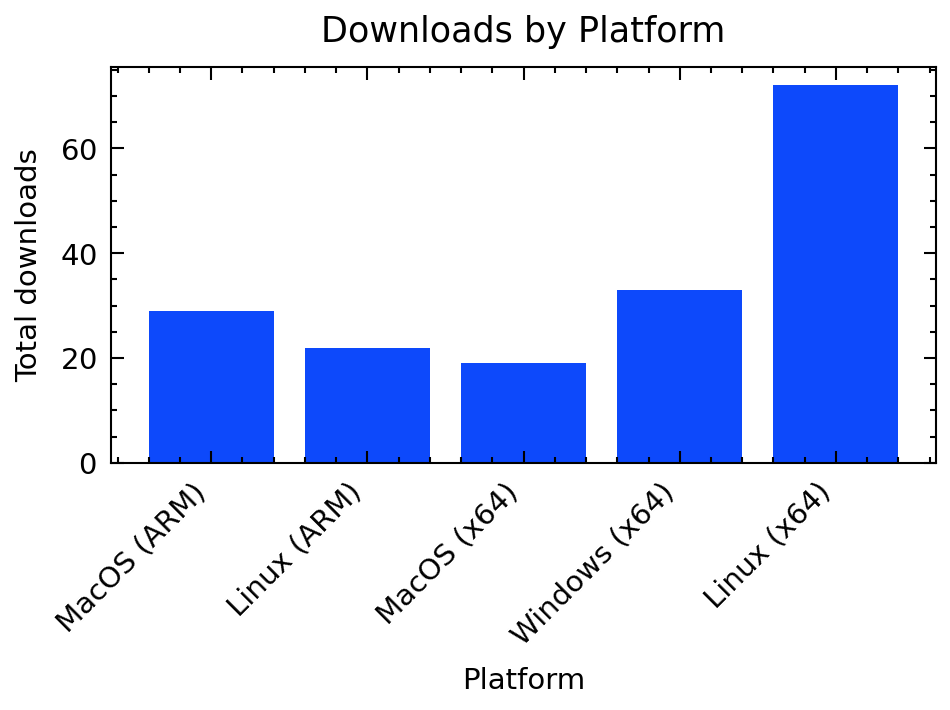 Downloads by Platform
Total downloads
60
40
20
0
MacOS (ARM)
Linux (ARM)
MacOS (x64)
Windows (x64)
Linux (x64)
Platform